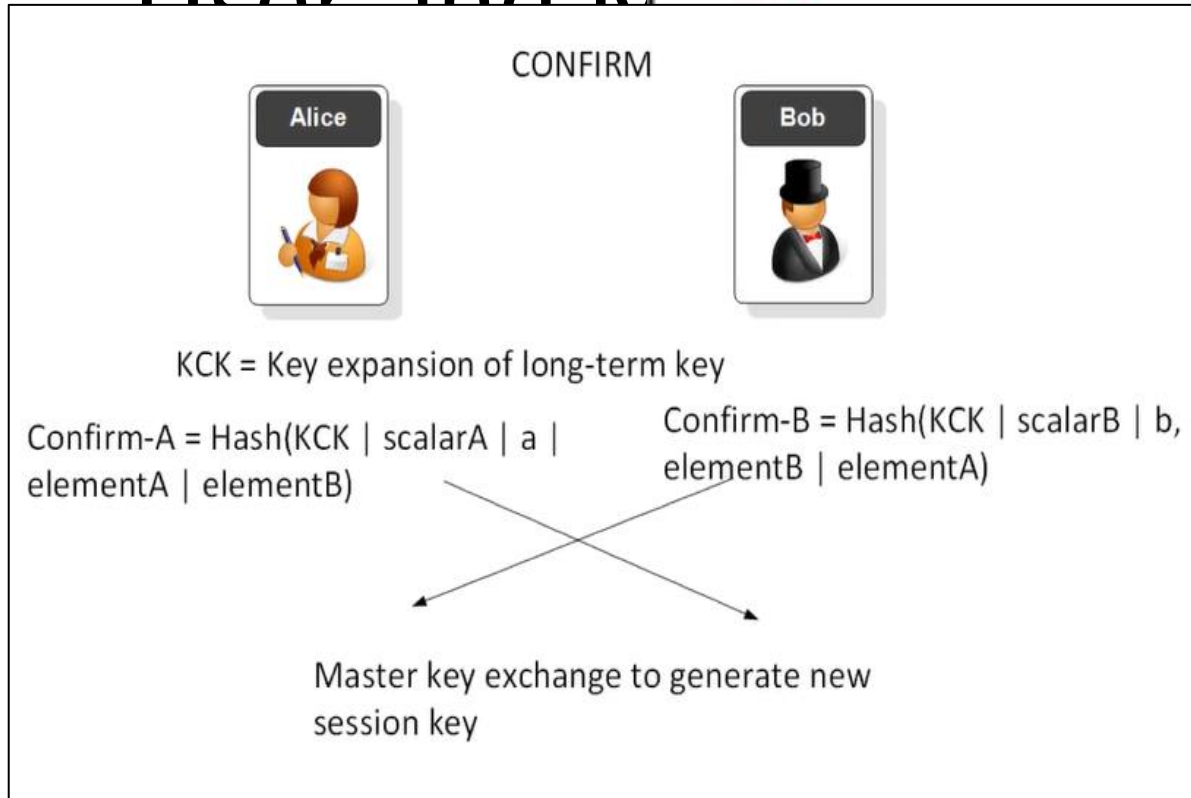 CONFIRM
Alice
Bob
KCK = Key expansion of long-term key
Confirm-A = Hash(KCK | scalarA | a |
elementA | elementB)
Confirm-B = Hash(KCK | scalarB | b,
elementB | elementA)
Master key exchange to generate new
session key